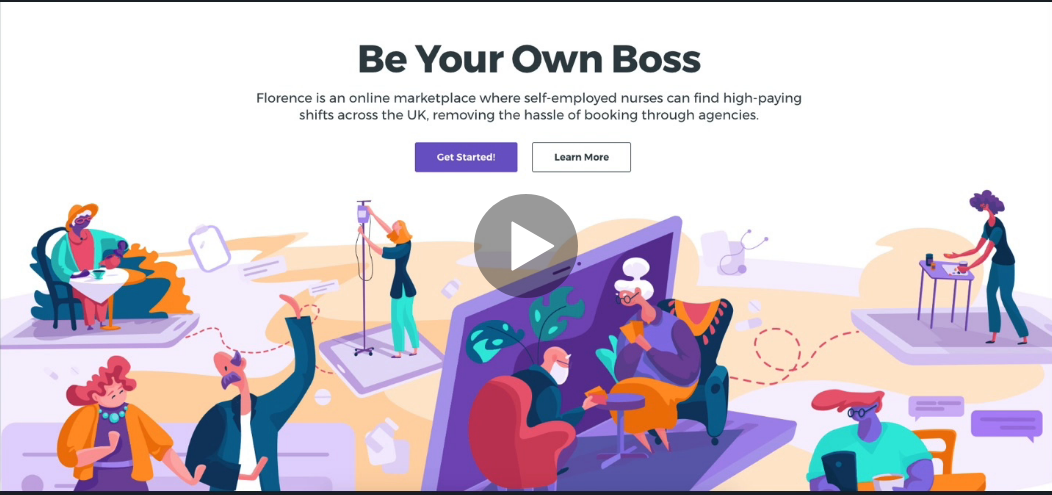 Be Your Own Boss
Florence is an online marketplace where self-employed nurses can find high-paying
shifts across the UK, removing the hassle of booking through agencies.
Get Started!
Learn More